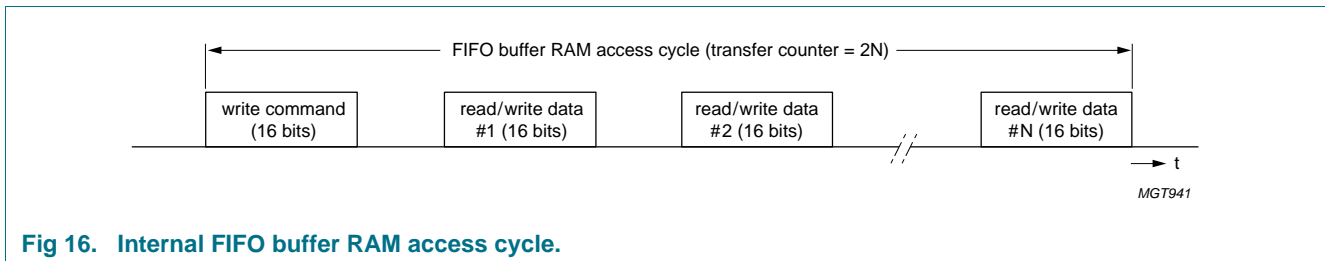 FIFO buffer RAM access cycle (transfer counter = 2N)
write command
(16 bits)
read/write data
#1 (16 bits)
read/write data
#2 (16 bits)
read/write data
#N (16 bits)
t
MGT941
Fig 16. Internal FIFO buffer RAM access cycle.